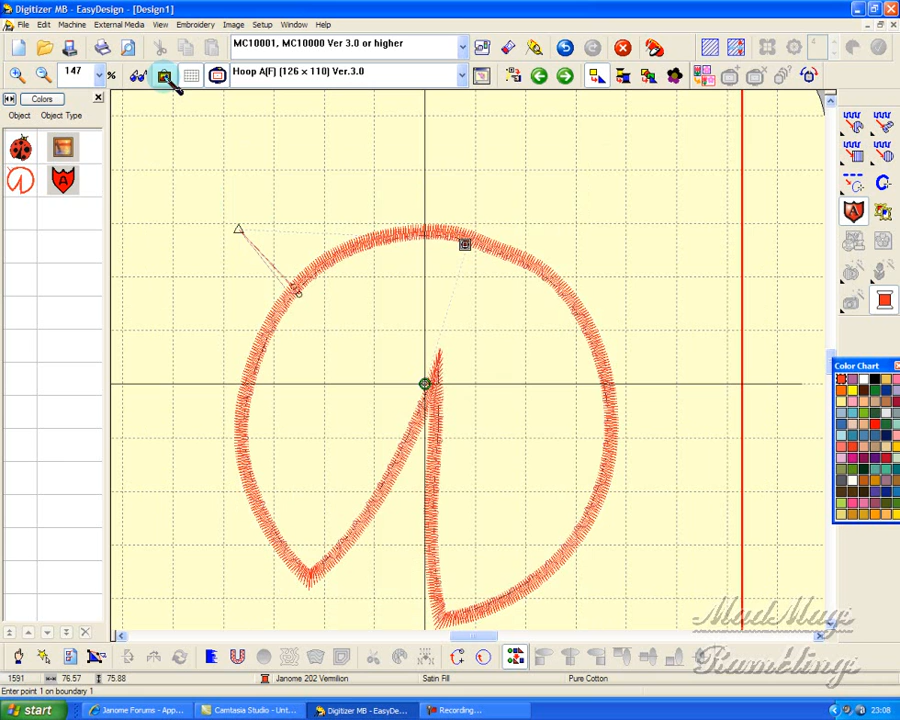 Digitizer MB - EasyDesign - [Design1]
File Edit Machine External Media View Embroidery Image Setup Window Help
MC10001, MC10000 Ver 3.0 or higher
147 %
Hoop A(F) (126 x 110) Ver.3.0
Colors
Object Object Type
A
A
4
Color Chart
MadMags
Ramblings
1591 76.57 75.88 Janome 202 Vermilion Satin Fill Pure Cotton
Enter point 1 on boundary 1
start Janome Forums - App... Camtasia Studio - Unt... Digitizer MB - EasyDe... Recording... 23:08